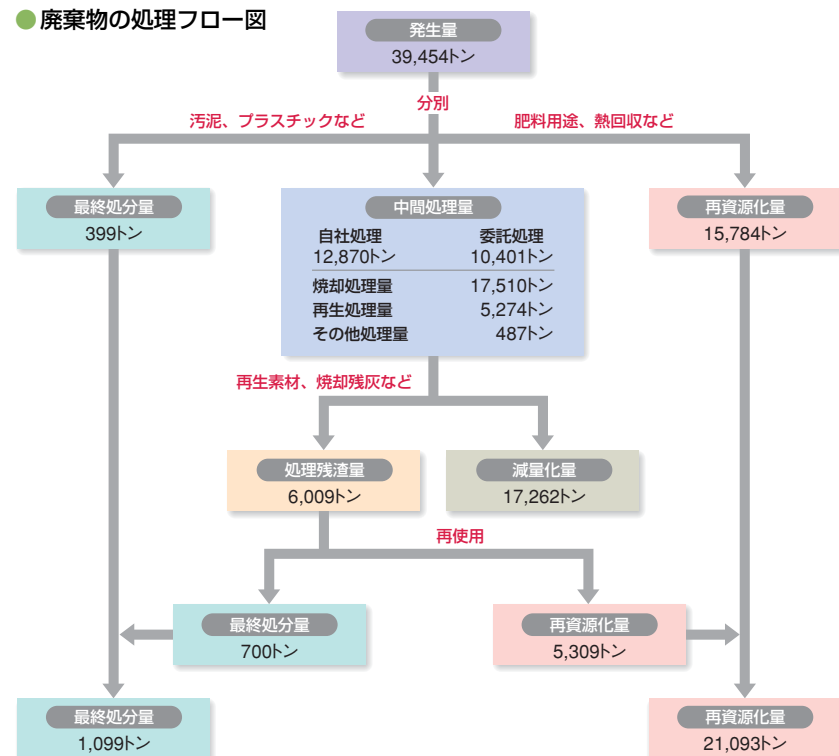 廃棄物の処理フロー図
発生量
39,454トン
分別
汚泥、プラスチックなど
肥料用途、熱回収など
最終処分量
399トン
中間処理量
自社処理 委託処理
12,870トン 10,401トン
焼却処理量 17,510トン
再生処理量 5,274トン
その他処理量 487トン
再資源化量
15,784トン
再生素材、焼却残灰など
処理残渣量
6,009トン
減量化量
17,262トン
再使用
最終処分量
700トン
再資源化量
5,309トン
最終処分量
1,099トン
再資源化量
21,093トン